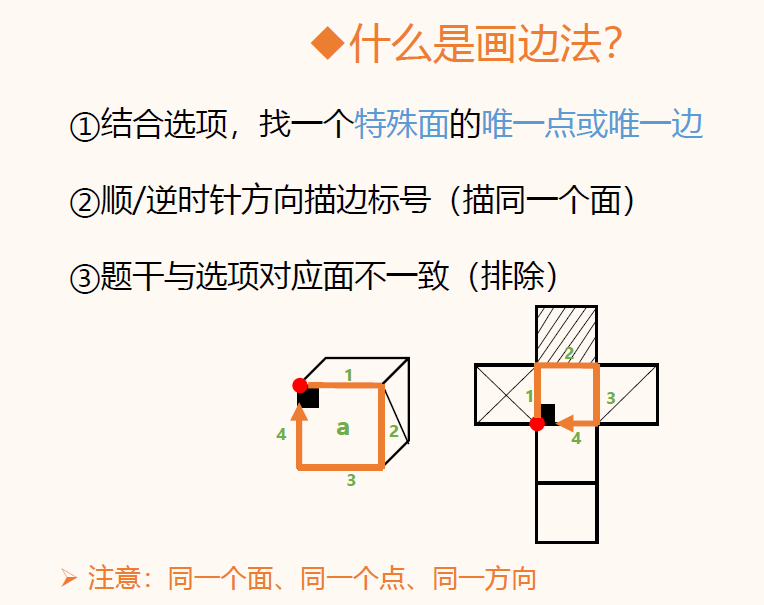 ◆什么是画边法？
①结合选项，找一个特殊面的唯一点或唯一边
②顺/逆时针方向描边标号（描同一个面）
③题干与选项对应面不一致（排除）
1
4 a 2
3
2
1 3
4
➢ 注意：同一个面、同一个点、同一方向